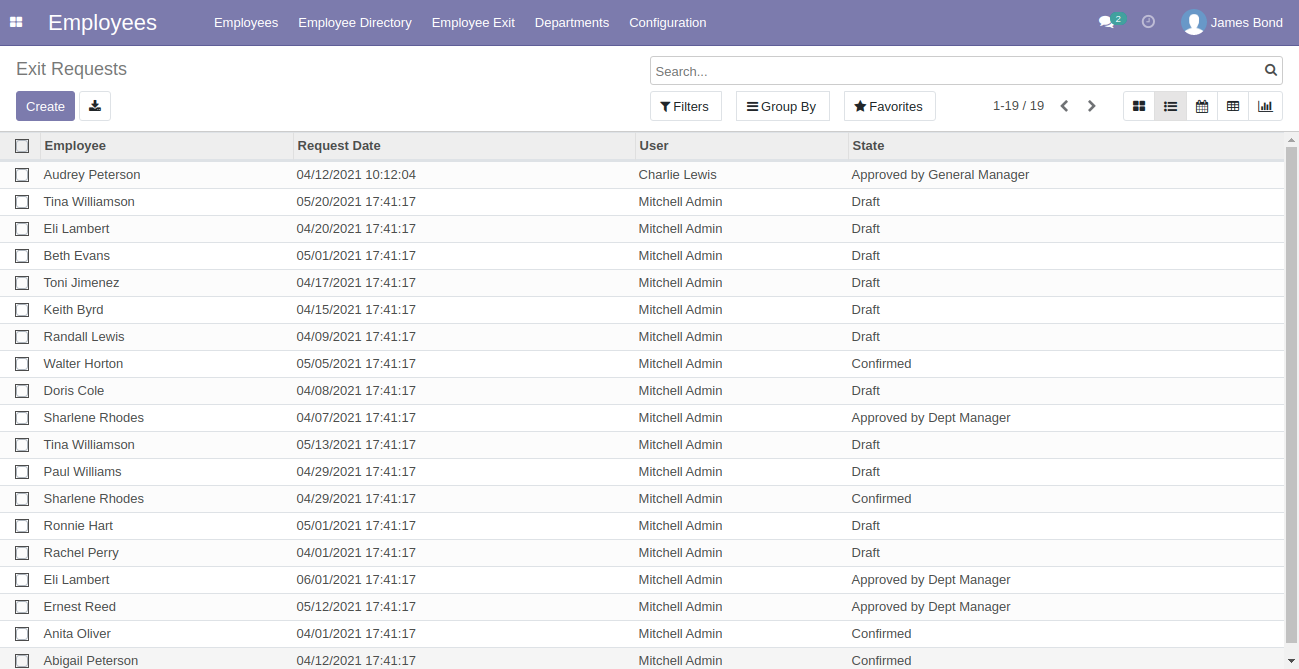 Employees Employees Employee Directory Employee Exit Departments Configuration 2 James Bond
Exit Requests Search...
Create Filters Group By Favorites 1-19 / 19
Employee Request Date User State
Audrey Peterson 04/12/2021 10:12:04 Charlie Lewis Approved by General Manager
Tina Williamson 05/20/2021 17:41:17 Mitchell Admin Draft
Eli Lambert 04/20/2021 17:41:17 Mitchell Admin Draft
Beth Evans 05/01/2021 17:41:17 Mitchell Admin Draft
Toni Jimenez 04/17/2021 17:41:17 Mitchell Admin Draft
Keith Byrd 04/15/2021 17:41:17 Mitchell Admin Draft
Randall Lewis 04/09/2021 17:41:17 Mitchell Admin Draft
Walter Horton 05/05/2021 17:41:17 Mitchell Admin Confirmed
Doris Cole 04/08/2021 17:41:17 Mitchell Admin Draft
Sharlene Rhodes 04/07/2021 17:41:17 Mitchell Admin Approved by Dept Manager
Tina Williamson 05/13/2021 17:41:17 Mitchell Admin Draft
Paul Williams 04/29/2021 17:41:17 Mitchell Admin Draft
Sharlene Rhodes 04/29/2021 17:41:17 Mitchell Admin Confirmed
Ronnie Hart 05/01/2021 17:41:17 Mitchell Admin Draft
Rachel Perry 04/01/2021 17:41:17 Mitchell Admin Draft
Eli Lambert 06/01/2021 17:41:17 Mitchell Admin Approved by Dept Manager
Ernest Reed 05/12/2021 17:41:17 Mitchell Admin Approved by Dept Manager
Anita Oliver 04/01/2021 17:41:17 Mitchell Admin Confirmed
Abigail Peterson 04/12/2021 17:41:17 Mitchell Admin Confirmed